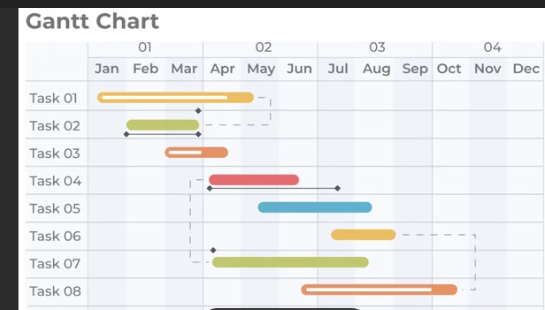 Gantt Chart
01 02 03 04
Jan Feb Mar Apr May Jun Jul Aug Sep Oct Nov Dec
Task 01
Task 02
Task 03
Task 04
Task 05
Task 06
Task 07
Task 08